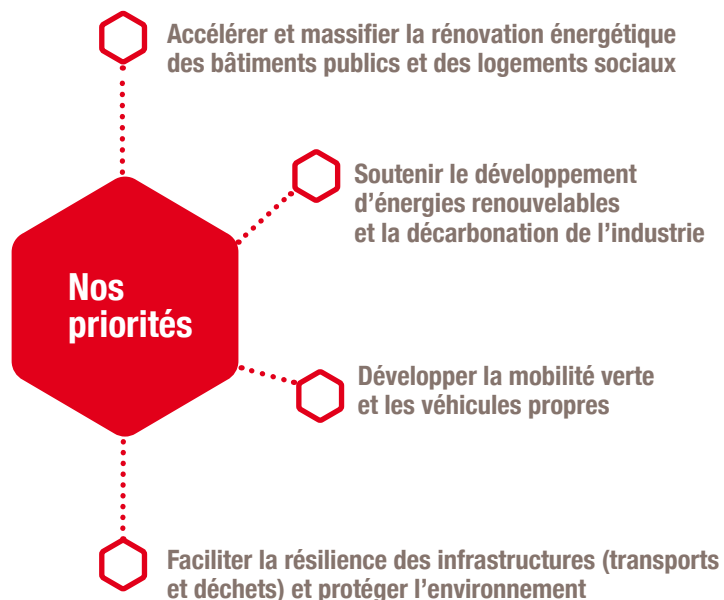 Accélérer et massifier la rénovation énergétique
des bâtiments publics et des logements sociaux
Soutenir le développement
d’énergies renouvelables
et la décarbonation de l’industrie
Nos
priorités
Développer la mobilité verte
et les véhicules propres
Faciliter la résilience des infrastructures (transports
et déchets) et protéger l’environnement